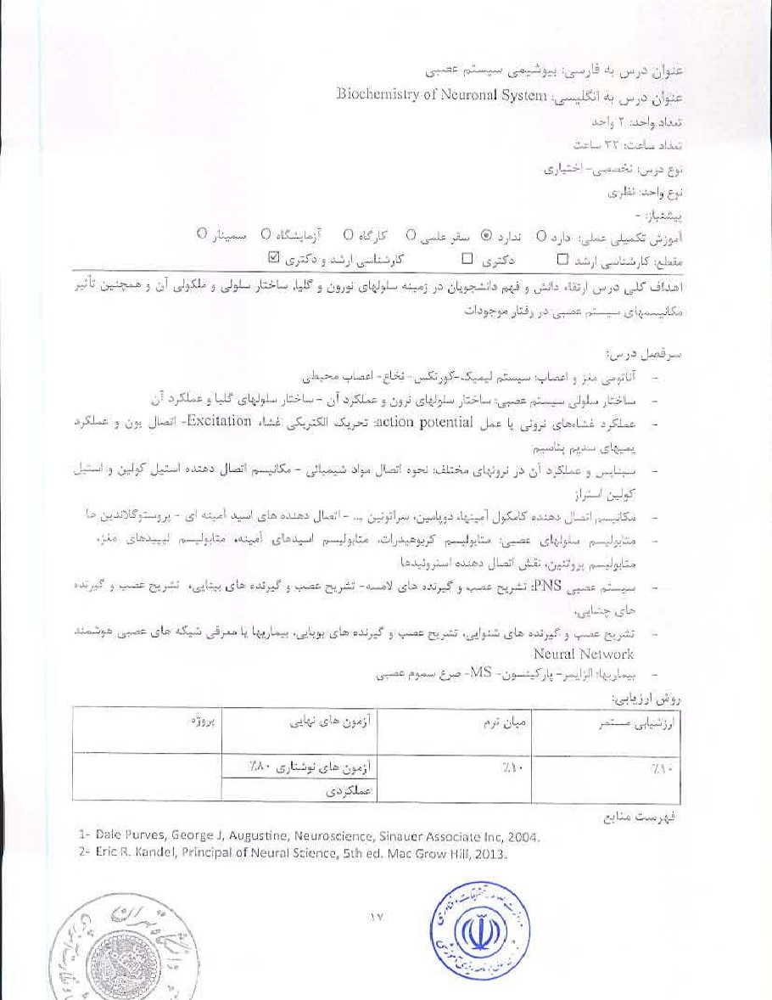 عنوان درس به فارسی: بیوشیمی سیستم عصبی
عنوان درس به انگلیسی: Biochemistry of Neuronal System
تعداد واحد: ۲ واحد
تعداد ساعت: ۳۲ ساعت
نوع درس: تخصصی- اختیاری
نوع واحد: نظری
پیشنیاز: -
آموزش تکمیلی عملی: دارد ندارد سفر علمی کارگاه آزمایشگاه سمینار
مقطع: کارشناسی ارشد دکتری کارشناسی ارشد و دکتری
اهداف کلی درس ارتقاء دانش و فهم دانشجویان در زمینه سلولهای نورون و گلیا، ساختار سلولی و ملکولی آن و همچنین تأثیر
مکانیسمهای سیستم عصبی در رفتار موجودات
سرفصل درس:
- آناتومی مغز و اعصاب: سیستم لیمبیک-کورتکس- نخاع- اعصاب محیطی
- ساختار سلولی سیستم عصبی: ساختار سلولهای نرون و عملکرد آن – ساختار سلولهای گلیا و عملکرد آن
- عملکرد غشاءهای نرونی یا عمل action potential: تحریک الکتریکی غشاء Excitation- اتصال یون و عملکرد
پمپهای سدیم پتاسیم
- سیناپس و عملکرد آن در نرونهای مختلف: نحوه اتصال مواد شیمیائی – مکانیسم اتصال دهنده استیل کولین و استیل
کولین استراز
- مکانیسم اتصال دهنده کاتکول آمینها، دوپامین، سراتونین ... – اتصال دهنده های اسید آمینه ای – پروستوگلاندین ها
- متابولیسم سلولهای عصبی: متابولیسم کربوهیدرات، متابولیسم اسیدهای آمینه، متابولیسم لیپیدهای مغز،
متابولیسم پروتئین، نقش اتصال دهنده استروئیدها
- سیستم عصبی PNS: تشریح عصب و گیرنده های لامسه- تشریح عصب و گیرنده های بینایی، تشریح عصب و گیرنده
های چشایی،
- تشریح عصب و گیرنده های شنوایی، تشریح عصب و گیرنده های بویایی، بیماریها با معرفی شبکه های عصبی هوشمند
Neural Network
- بیماریها: الزایمر- پارکینسون- MS- صرع سموم عصبی
روش ارزیابی:
ارزشیابی مستمر میان ترم آزمون های نهایی پروژه
٪۱۰ ٪۱۰ آزمون های نوشتاری ۸۰٪
عملکردی
فهرست منابع
1- Dale Purves, George J, Augustine, Neuroscience, Sinauer Associate Inc, 2004.
2- Eric R. Kandel, Principal of Neural Science, 5th ed. Mac Grow Hill, 2013.
۱۷
دانشگاه تهران